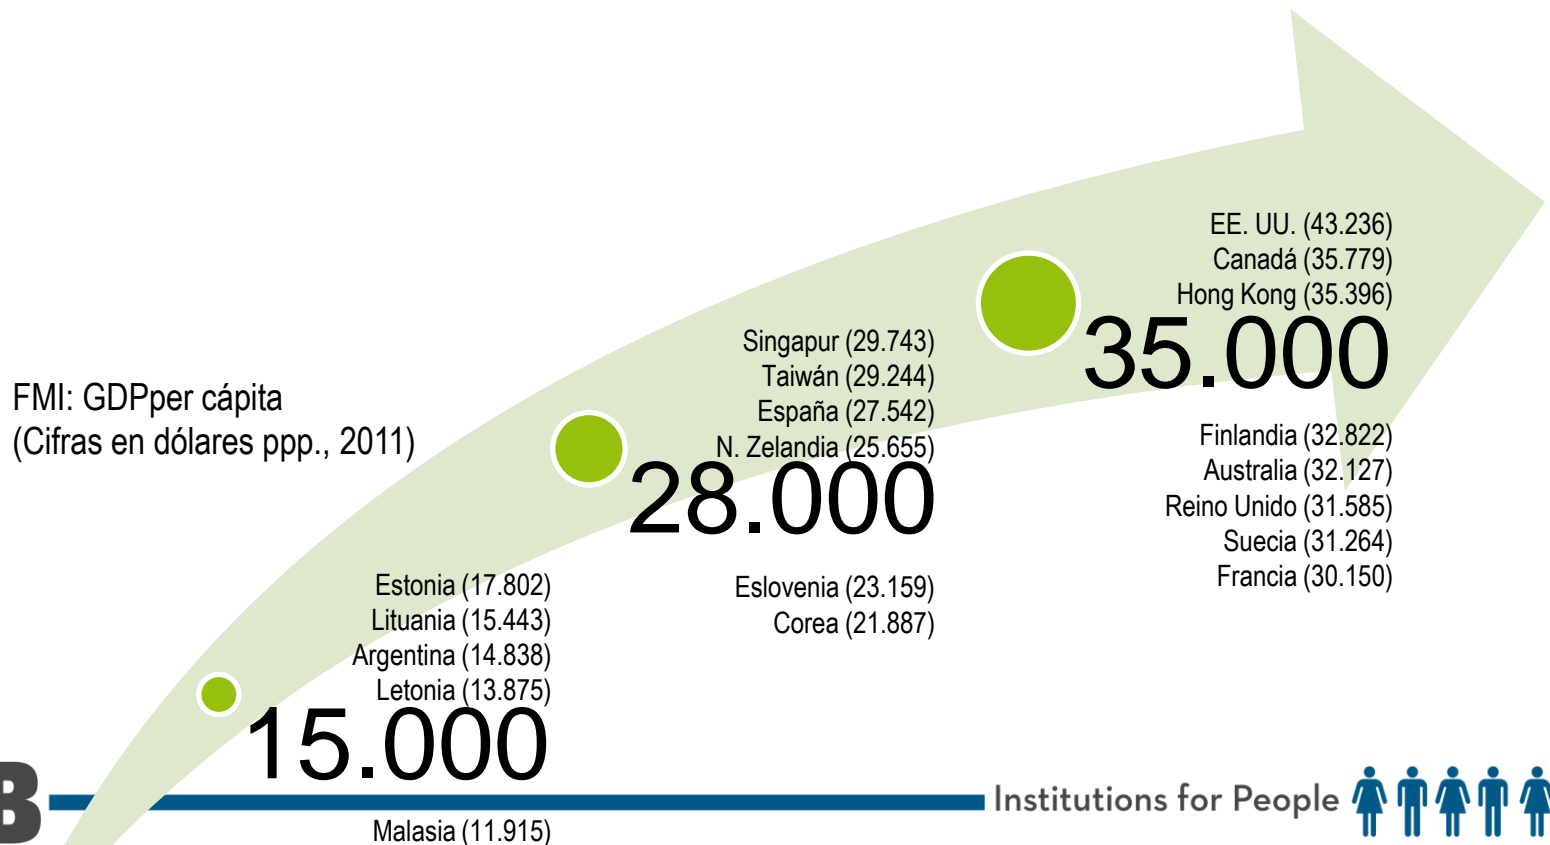 FMI: GDPper cápita
(Cifras en dólares ppp., 2011)
Estonia (17.802)
Lituania (15.443)
Argentina (14.838)
Letonia (13.875)
15.000
Malasia (11.915)
Singapur (29.743)
Taiwán (29.244)
España (27.542)
N. Zelandia (25.655)
28.000
Eslovenia (23.159)
Corea (21.887)
EE. UU. (43.236)
Canadá (35.779)
Hong Kong (35.396)
35.000
Finlandia (32.822)
Australia (32.127)
Reino Unido (31.585)
Suecia (31.264)
Francia (30.150)
B
Institutions for People